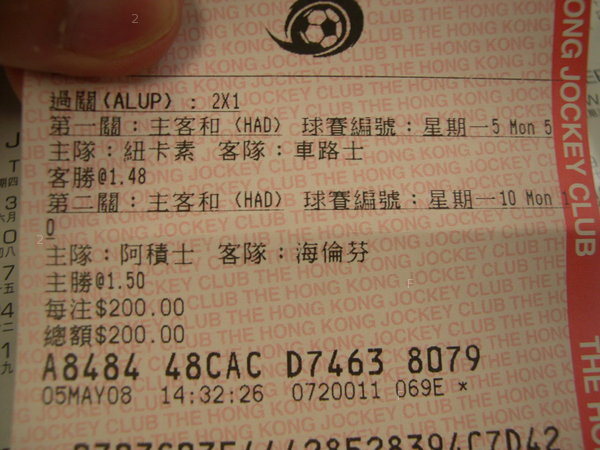 過關(ALUP) : 2X1
第一關：主客和 (HAD) 球賽編號：星期一5 Mon 5
主隊：紐卡素 客隊：車路士
客勝@1.48
第二關：主客和 (HAD) 球賽編號：星期一10 Mon 1
0
主隊：阿積士 客隊：海倫芬
主勝@1.50
每注$200.00
總額$200.00
A8484 48CAC D7463 8079
05MAY08 14:32:26 0720011 069E *
THE HONG KONG JOCKEY CLUB